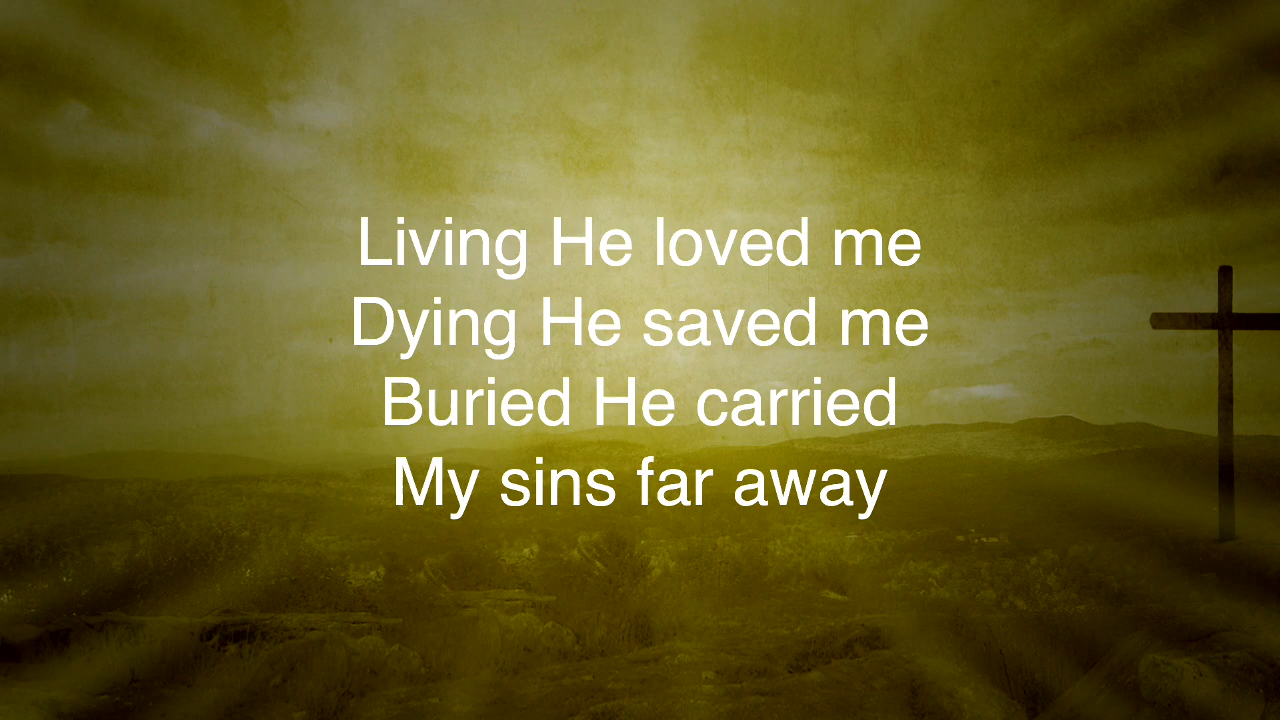 Living He loved me
Dying He saved me
Buried He carried
My sins far away